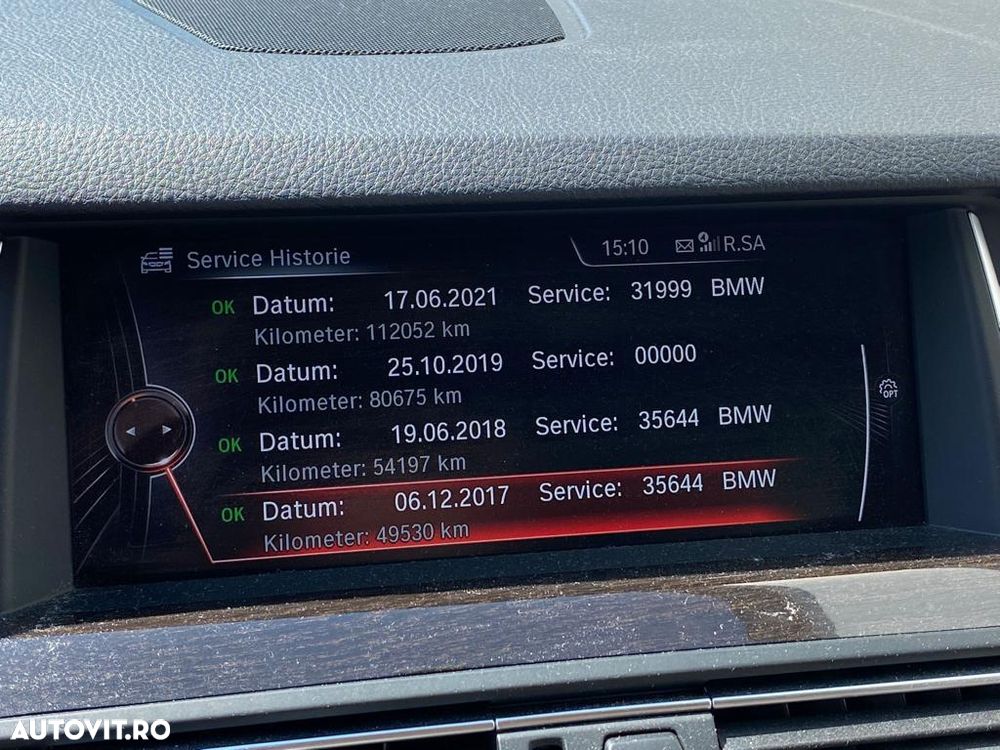 Service Historie
15:10 4 R.SA
OK Datum: 17.06.2021 Service: 31999 BMW
Kilometer: 112052 km
OK Datum: 25.10.2019 Service: 00000
Kilometer: 80675 km
OPT
OK Datum: 19.06.2018 Service: 35644 BMW
Kilometer: 54197 km
OK Datum: 06.12.2017 Service: 35644 BMW
Kilometer: 49530 km
AUTOVIT.RO